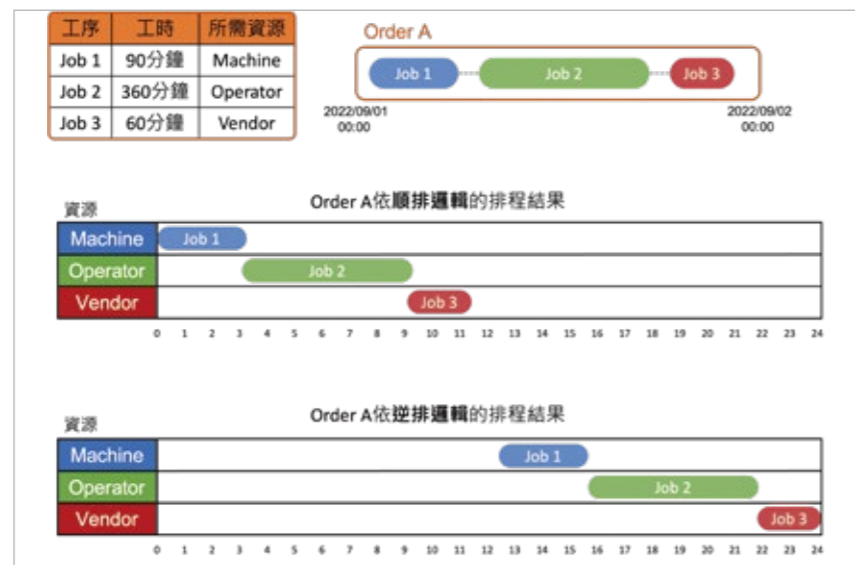 工序 工時 所需資源
Job 1 90分鐘 Machine
Job 2 360分鐘 Operator
Job 3 60分鐘 Vendor
Order A
Job 1 Job 2 Job 3
2022/09/01 2022/09/02
00:00 00:00
Order A依順排邏輯的排程結果
資源
Machine Job 1
Operator Job 2
Vendor Job 3
0 1 2 3 4 5 6 7 8 9 10 11 12 13 14 15 16 17 18 19 20 21 22 23 24
Order A依逆排邏輯的排程結果
資源
Machine Job 1
Operator Job 2
Vendor Job 3
0 1 2 3 4 5 6 7 8 9 10 11 12 13 14 15 16 17 18 19 20 21 22 23 24